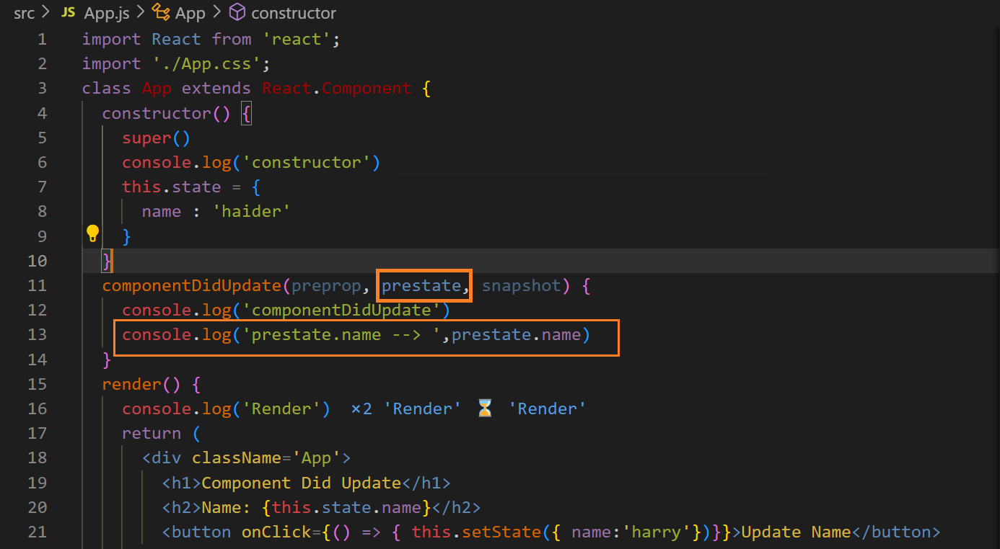 src > JS App.js > App > constructor
1 import React from 'react';
2 import './App.css';
3 class App extends React.Component {
4 constructor() {
5 super()
6 console.log('constructor')
7 this.state = {
8 name : 'haider'
9 }
10 }
11 componentDidUpdate(preprop, prestate, snapshot) {
12 console.log('componentDidUpdate')
13 console.log('prestate.name --> ',prestate.name)
14 }
15 render() {
16 console.log('Render') ×2 'Render' ⌛ 'Render'
17 return (
18 <div className='App'>
19 <h1>Component Did Update</h1>
20 <h2>Name: {this.state.name}</h2>
21 <button onClick={() => { this.setState({ name:'harry'})}}>Update Name</button>